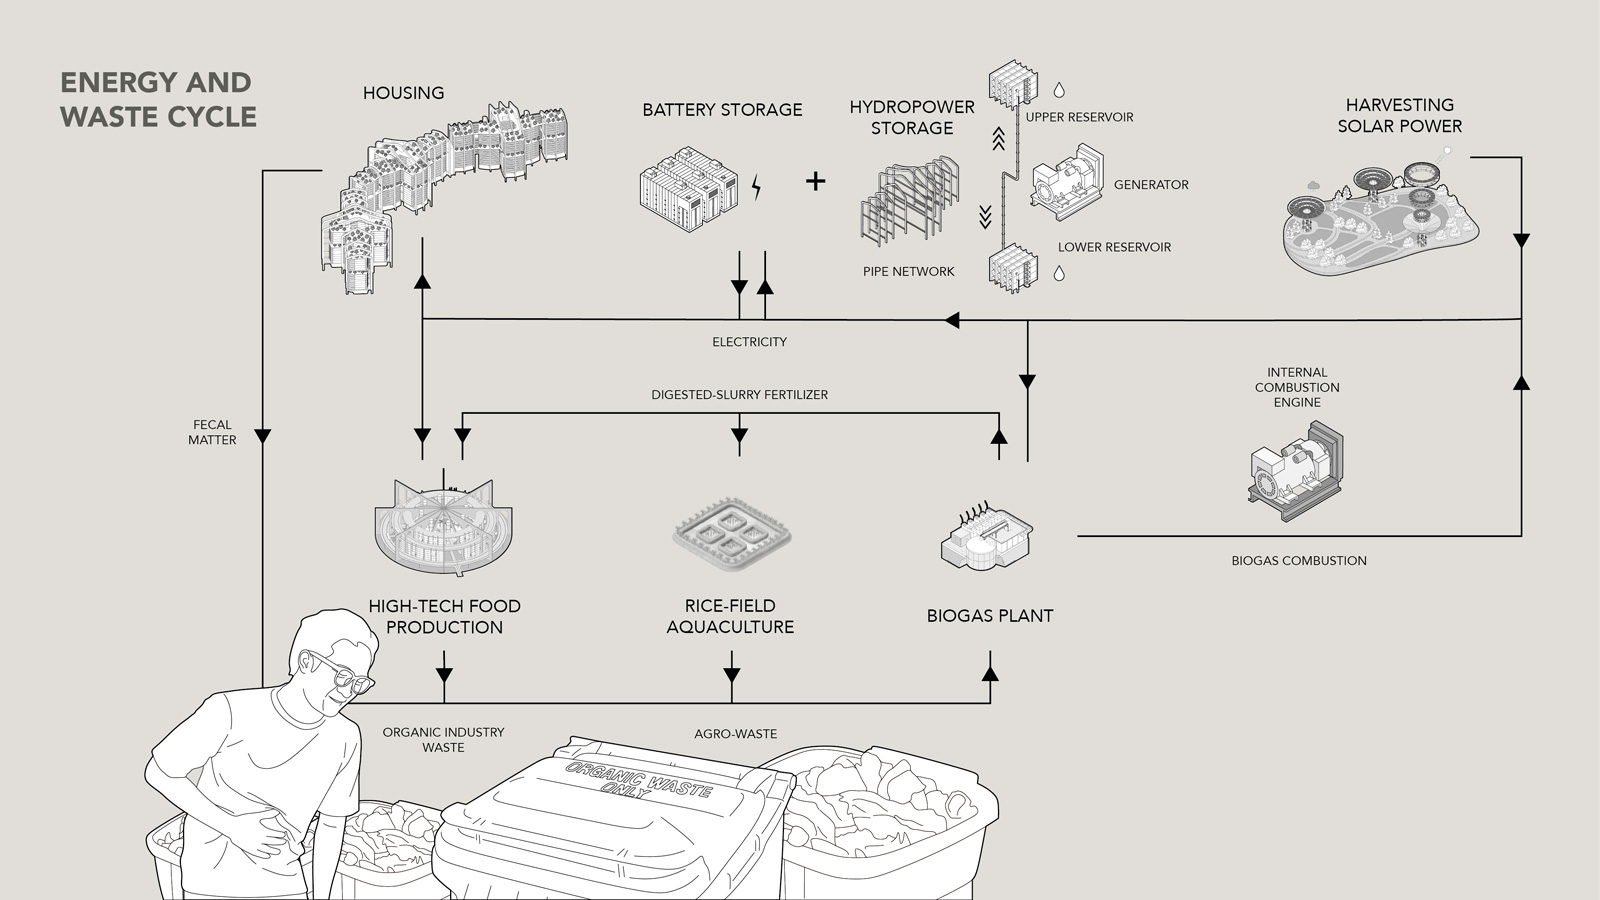 ENERGY AND
WASTE CYCLE
HOUSING
BATTERY STORAGE
HYDROPOWER
STORAGE
UPPER RESERVOIR
GENERATOR
LOWER RESERVOIR
PIPE NETWORK
HARVESTING
SOLAR POWER
ELECTRICITY
DIGESTED-SLURRY FERTILIZER
FECAL
MATTER
INTERNAL
COMBUSTION
ENGINE
BIOGAS COMBUSTION
HIGH-TECH FOOD
PRODUCTION
RICE-FIELD
AQUACULTURE
BIOGAS PLANT
ORGANIC INDUSTRY
WASTE
AGRO-WASTE
ORGANIC WASTE
ONLY